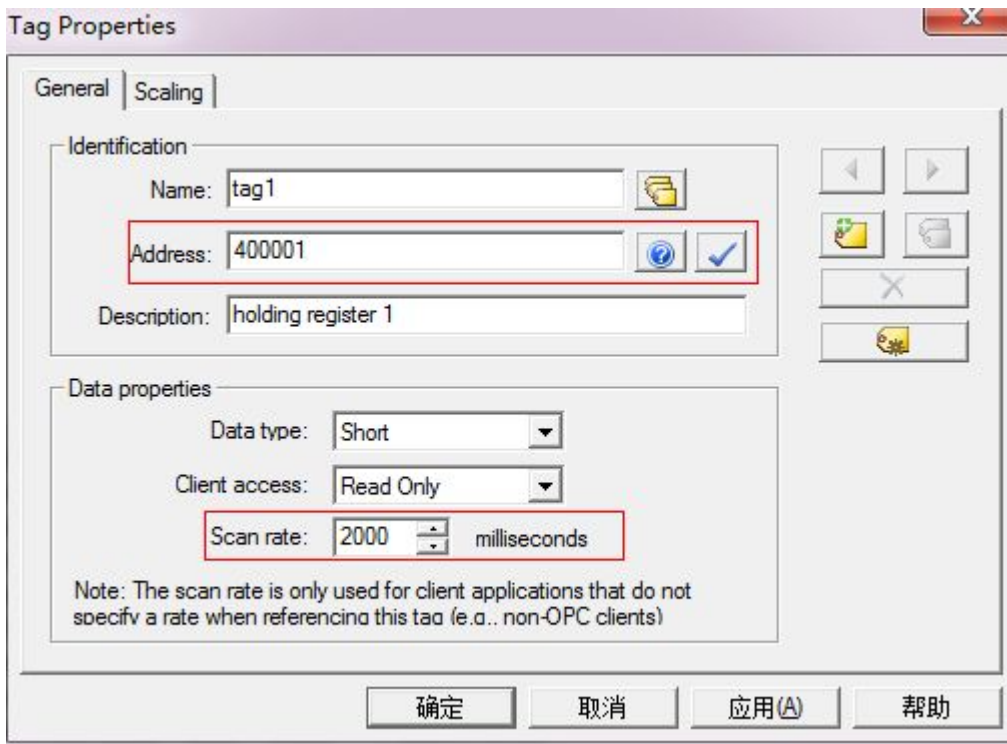 Tag Properties
General Scaling
Identification
Name: tag1
Address: 400001
Description: holding register 1
Data properties
Data type: Short
Client access: Read Only
Scan rate: 2000 milliseconds
Note: The scan rate is only used for client applications that do not
specify a rate when referencing this tag (e.g., non-OPC clients)
确定 取消 应用(A) 帮助